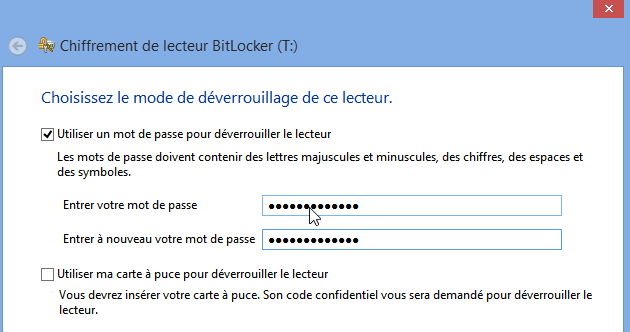 Chiffrement de lecteur BitLocker (T:)
Choisissez le mode de déverrouillage de ce lecteur.
Utiliser un mot de passe pour déverrouiller le lecteur
Les mots de passe doivent contenir des lettres majuscules et minuscules, des chiffres, des espaces et
des symboles.
Entrer votre mot de passe ●●●●●●●●●●●●●
Entrer à nouveau votre mot de passe ●●●●●●●●●●●●●
Utiliser ma carte à puce pour déverrouiller le lecteur
Vous devrez insérer votre carte à puce. Son code confidentiel vous sera demandé pour déverrouiller le
lecteur.